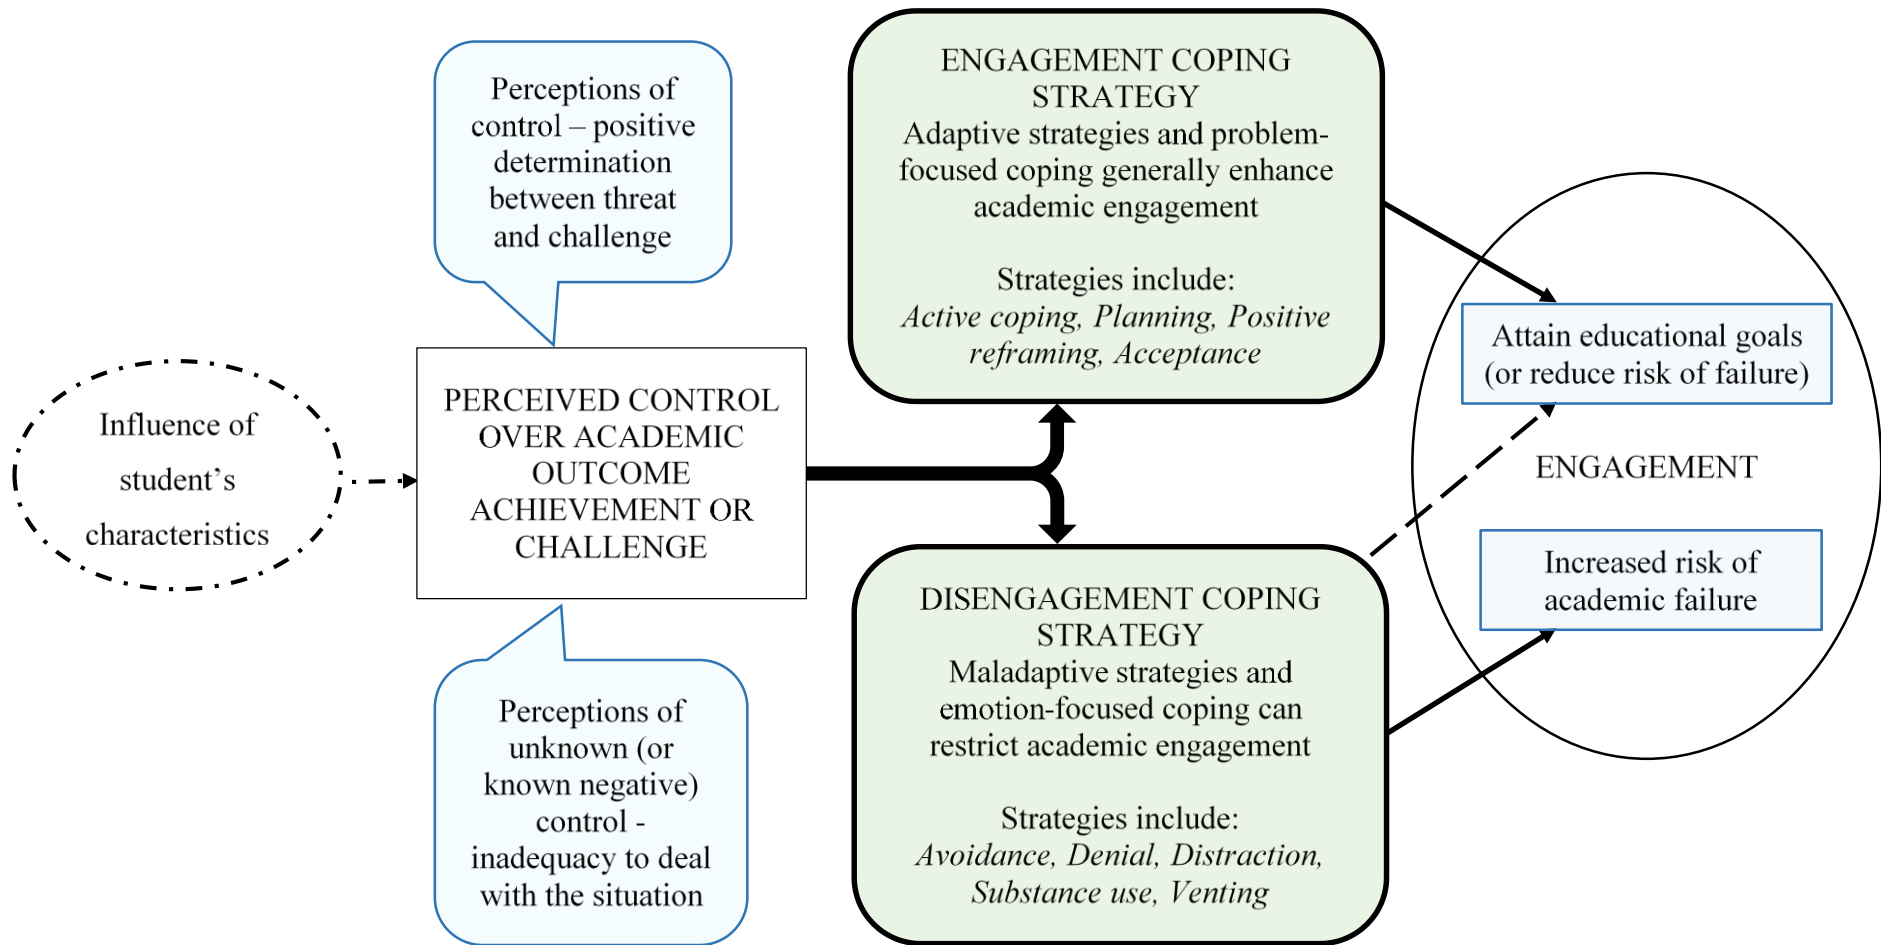 Influence of
student’s
characteristics
Perceptions of
control – positive
determination
between threat
and challenge
PERCEIVED CONTROL
OVER ACADEMIC
OUTCOME
ACHIEVEMENT OR
CHALLENGE
Perceptions of
unknown (or
known negative)
control -
inadequacy to deal
with the situation
ENGAGEMENT COPING
STRATEGY
Adaptive strategies and problem-
focused coping generally enhance
academic engagement
Strategies include:
Active coping, Planning, Positive
reframing, Acceptance
DISENGAGEMENT COPING
STRATEGY
Maladaptive strategies and
emotion-focused coping can
restrict academic engagement
Strategies include:
Avoidance, Denial, Distraction,
Substance use, Venting
Attain educational goals
(or reduce risk of failure)
ENGAGEMENT
Increased risk of
academic failure